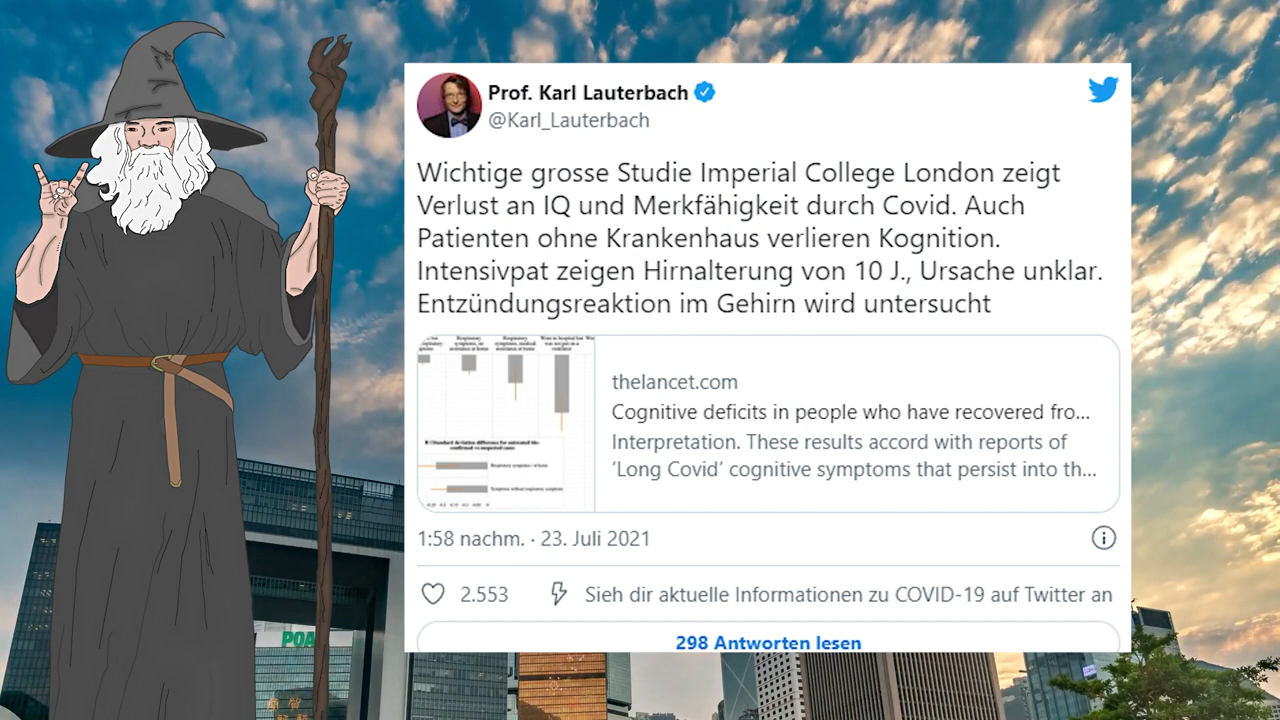 Prof. Karl Lauterbach
@Karl_Lauterbach
Wichtige grosse Studie Imperial College London zeigt
Verlust an IQ und Merkfähigkeit durch Covid. Auch
Patienten ohne Krankenhaus verlieren Kognition.
Intensivpat zeigen Hirnalterung von 10 J., Ursache unklar.
Entzündungsreaktion im Gehirn wird untersucht
thelancet.com
Cognitive deficits in people who have recovered fro...
Interpretation. These results accord with reports of
‘Long Covid’ cognitive symptoms that persist into th...
1:58 nachm. · 23. Juli 2021
2.553
Sieh dir aktuelle Informationen zu COVID-19 auf Twitter an
298 Antworten lesen
POA